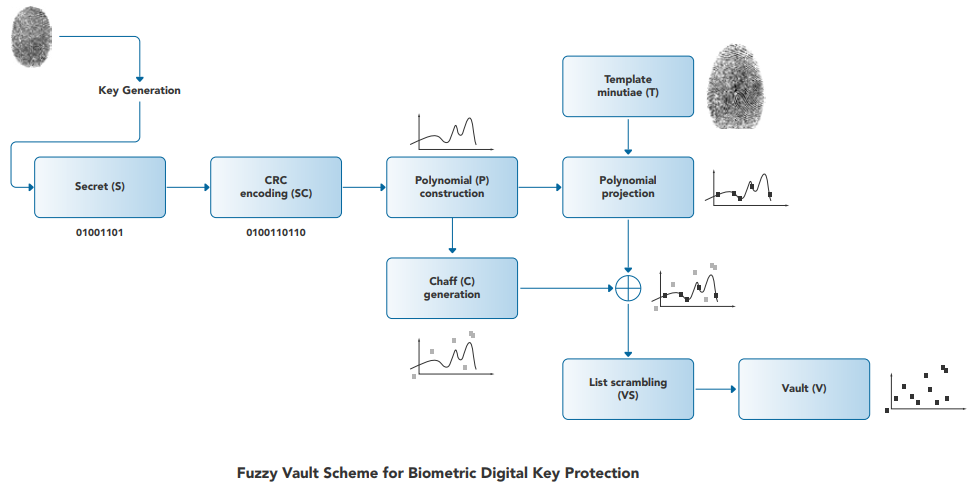 Key Generation
Template
minutiae (T)
Secret (S)
CRC
encoding (SC)
Polynomial (P)
construction
Polynomial
projection
01001101
0100110110
Chaff (C)
generation
List scrambling
(VS)
Vault (V)
Fuzzy Vault Scheme for Biometric Digital Key Protection